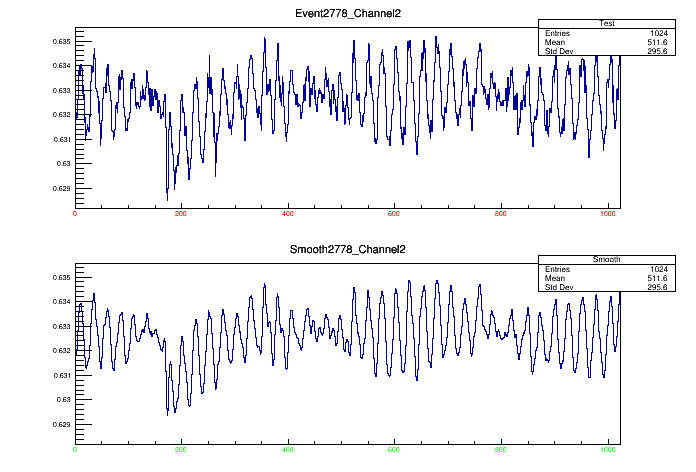 Event2778_Channel2
Test
Entries 1024
Mean 511.6
Std Dev 295.6
0.635
0.634
0.633
0.632
0.631
0.63
0.629
0 200 400 600 800 1000
Smooth2778_Channel2
Smooth
Entries 1024
Mean 511.6
Std Dev 295.6
0.635
0.634
0.633
0.632
0.631
0.63
0.629
0 200 400 600 800 1000